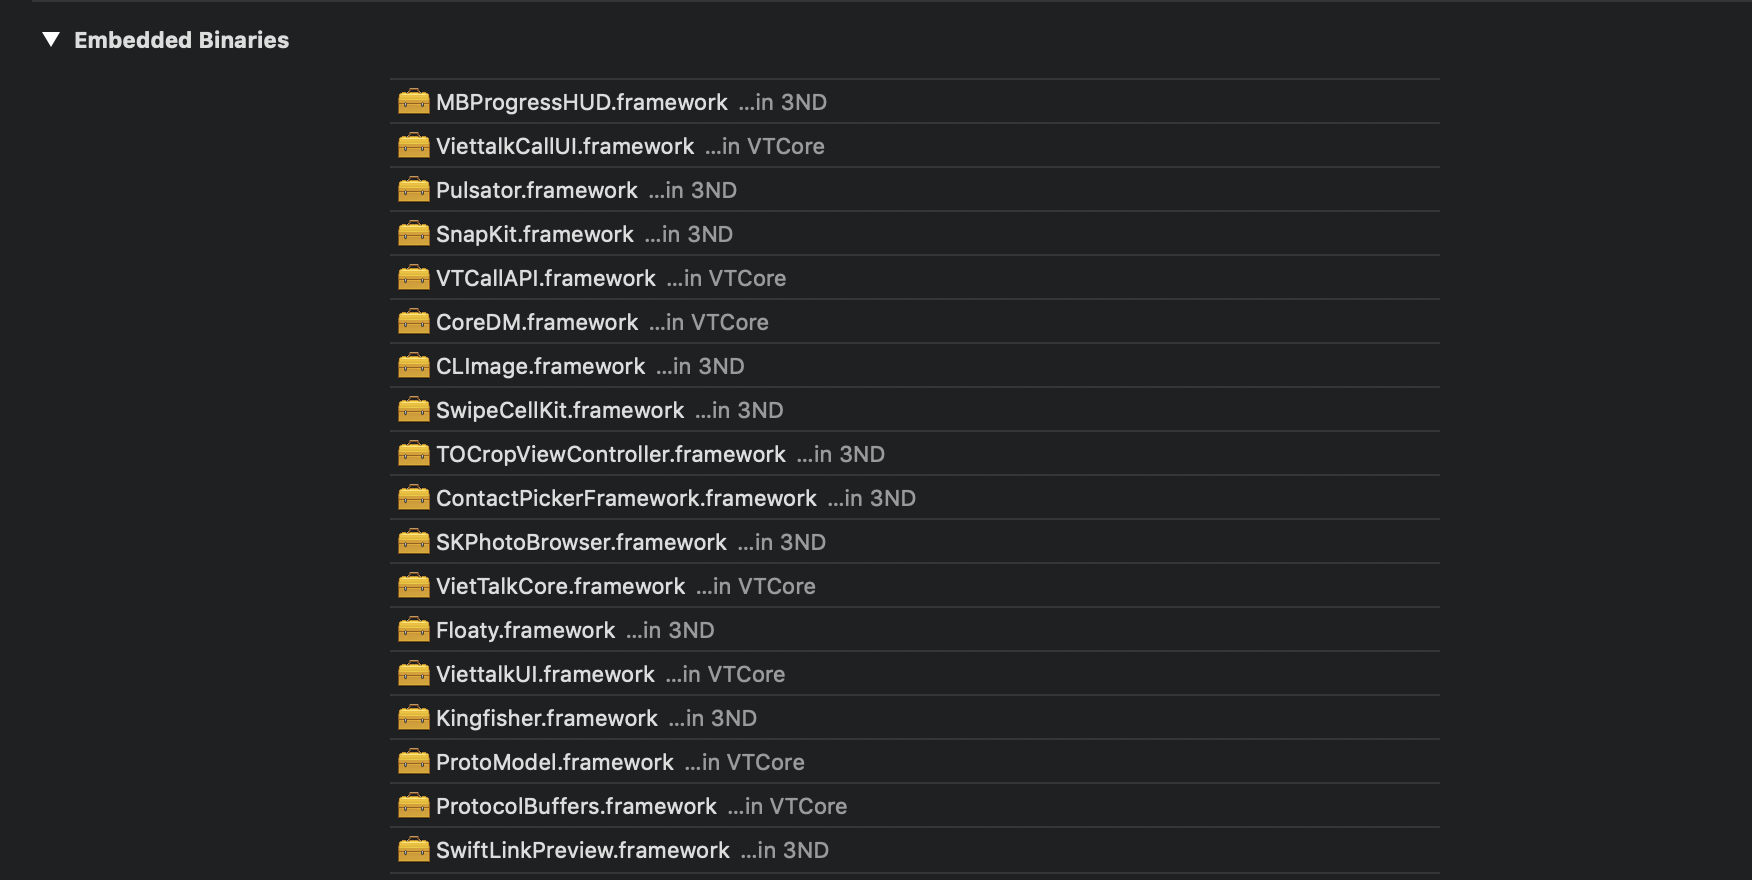 Embedded Binaries
MBProgressHUD.framework ...in 3ND
ViettalkCallUI.framework ...in VTCore
Pulsator.framework ...in 3ND
SnapKit.framework ...in 3ND
VTCallAPI.framework ...in VTCore
CoreDM.framework ...in VTCore
CLImage.framework ...in 3ND
SwipeCellKit.framework ...in 3ND
TOCropViewController.framework ...in 3ND
ContactPickerFramework.framework ...in 3ND
SKPhotoBrowser.framework ...in 3ND
VietTalkCore.framework ...in VTCore
Floaty.framework ...in 3ND
ViettalkUI.framework ...in VTCore
Kingfisher.framework ...in 3ND
ProtoModel.framework ...in VTCore
ProtocolBuffers.framework ...in VTCore
SwiftLinkPreview.framework ...in 3ND